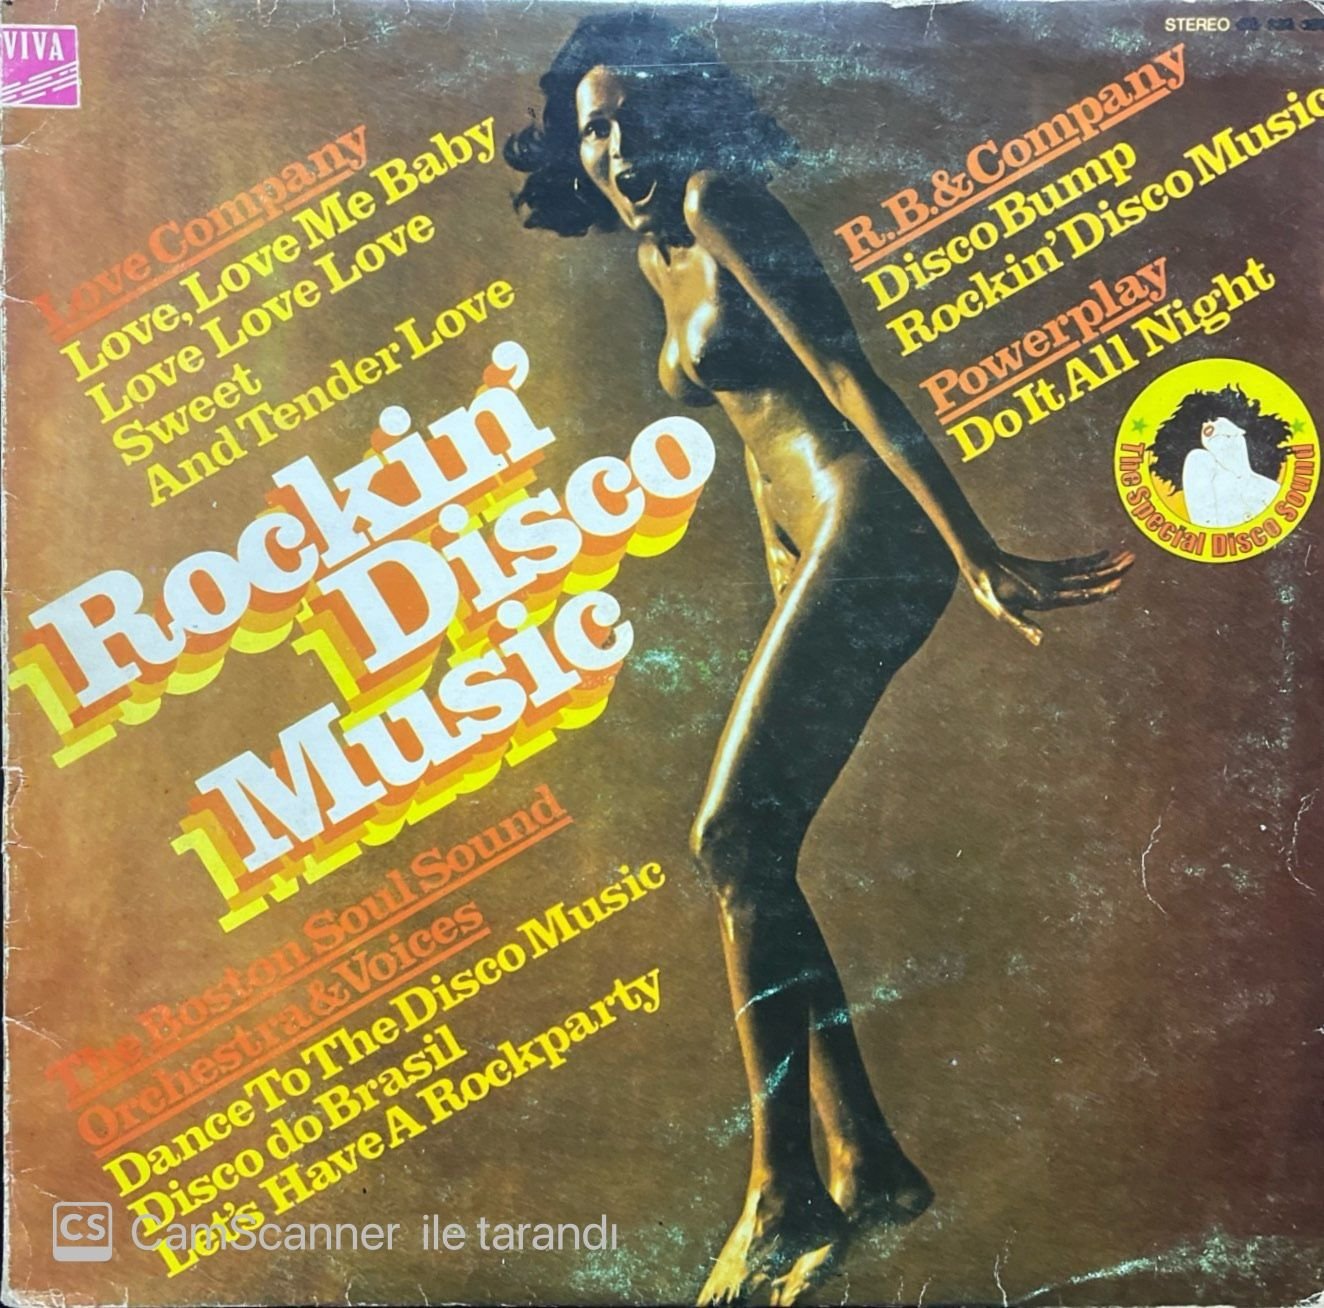 VIVA
STEREO
Love Company
Love, Love Me Baby
Love Love Love
Sweet
And Tender Love
R.B.& Company
Disco Bump
Rockin' Disco Music
Powerplay
Do It All Night
The Special Disco Sound
Rockin'
Disco
Music
The Boston Soul Sound
Orchestra & Voices
Dance To The Disco Music
Disco do Brasil
Let's Have A Rockparty
CS CamScanner ile tarandı